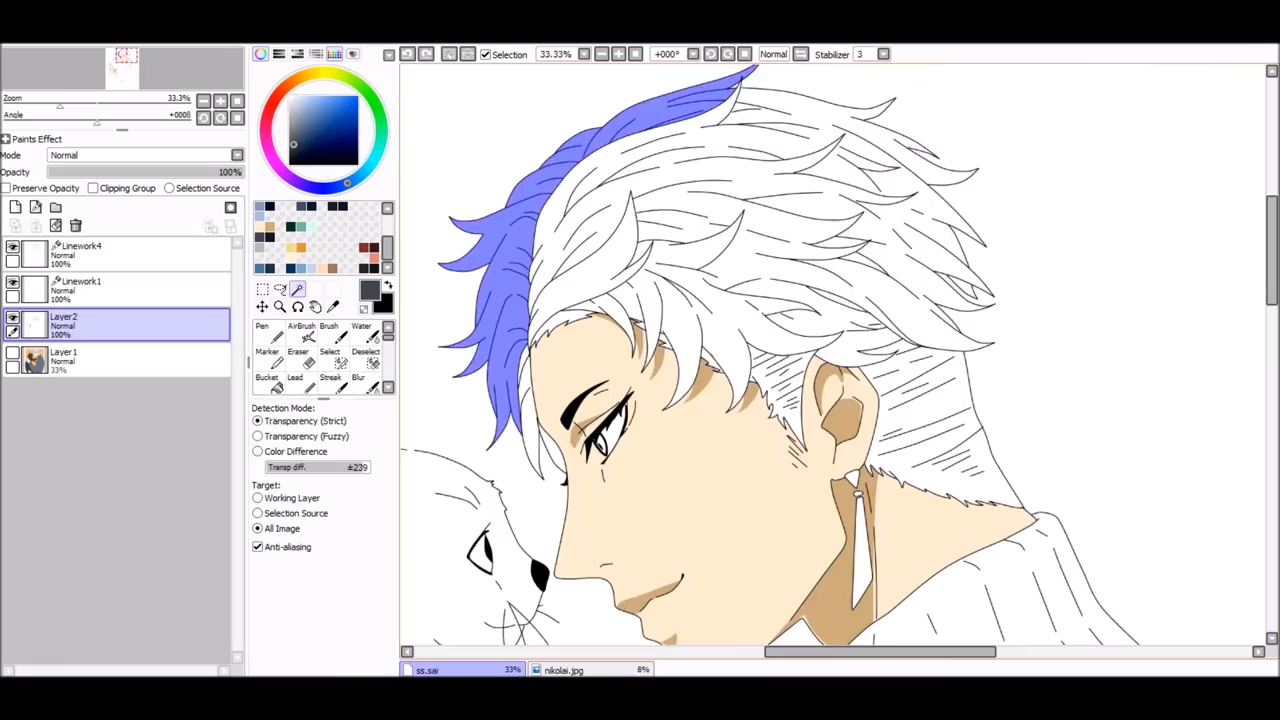 Zoom 33.3%
Angle +000ß
Paints Effect
Mode Normal
Opacity 100%
Preserve Opacity Clipping Group Selection Source
Linework4
Normal
100%
Linework1
Normal
100%
Layer2
Normal
100%
Layer1
Normal
33%
Selection 33.33% +000° Normal Stabilizer 3
Pen AirBrush Brush Water
Marker Eraser Select Deselect
Bucket Lead Streak Blur
Detection Mode:
Transparency (Strict)
Transparency (Fuzzy)
Color Difference
Transp diff. ±239
Target:
Working Layer
Selection Source
All Image
Anti-aliasing
ss.sai 33% nikolai.jpg 8%